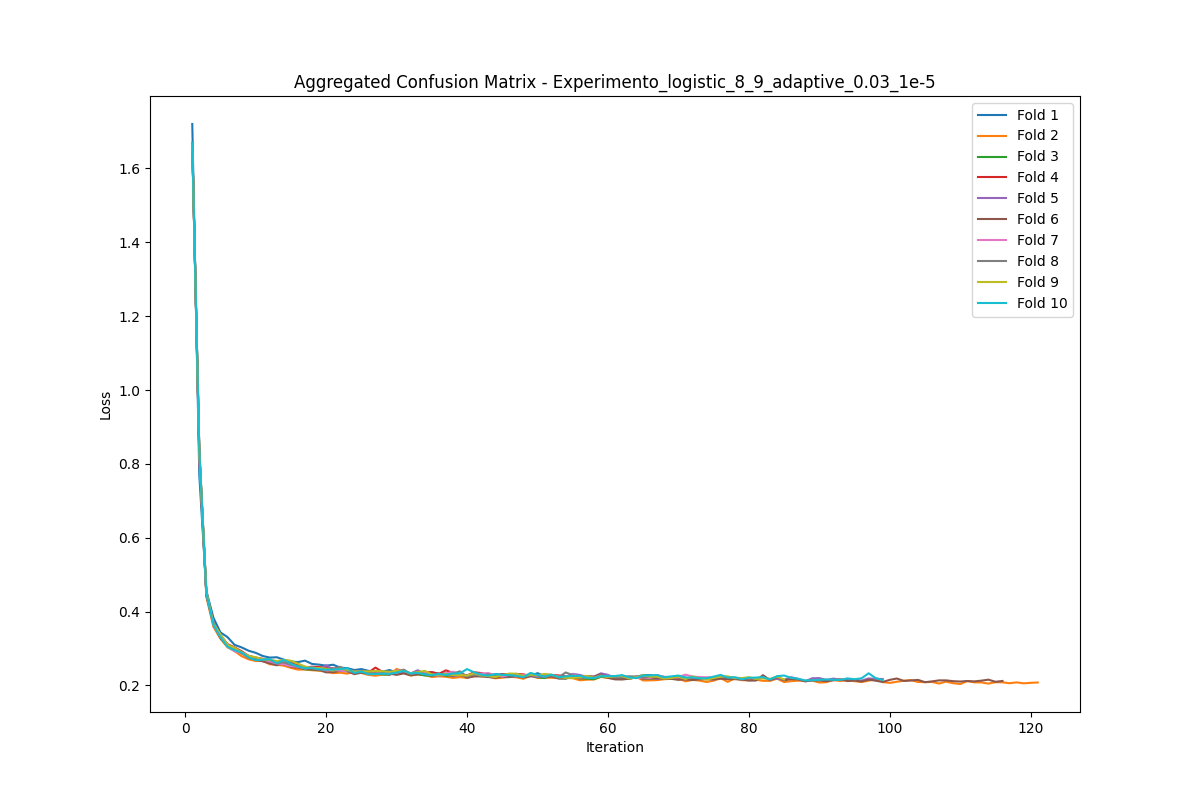 Aggregated Confusion Matrix - Experimento_logistic_8_9_adaptive_0.03_1e-5
Fold 1
Fold 2
Fold 3
Fold 4
Fold 5
Fold 6
Fold 7
Fold 8
Fold 9
Fold 10
Loss
1.6
1.4
1.2
1.0
0.8
0.6
0.4
0.2
0 20 40 60 80 100 120
Iteration